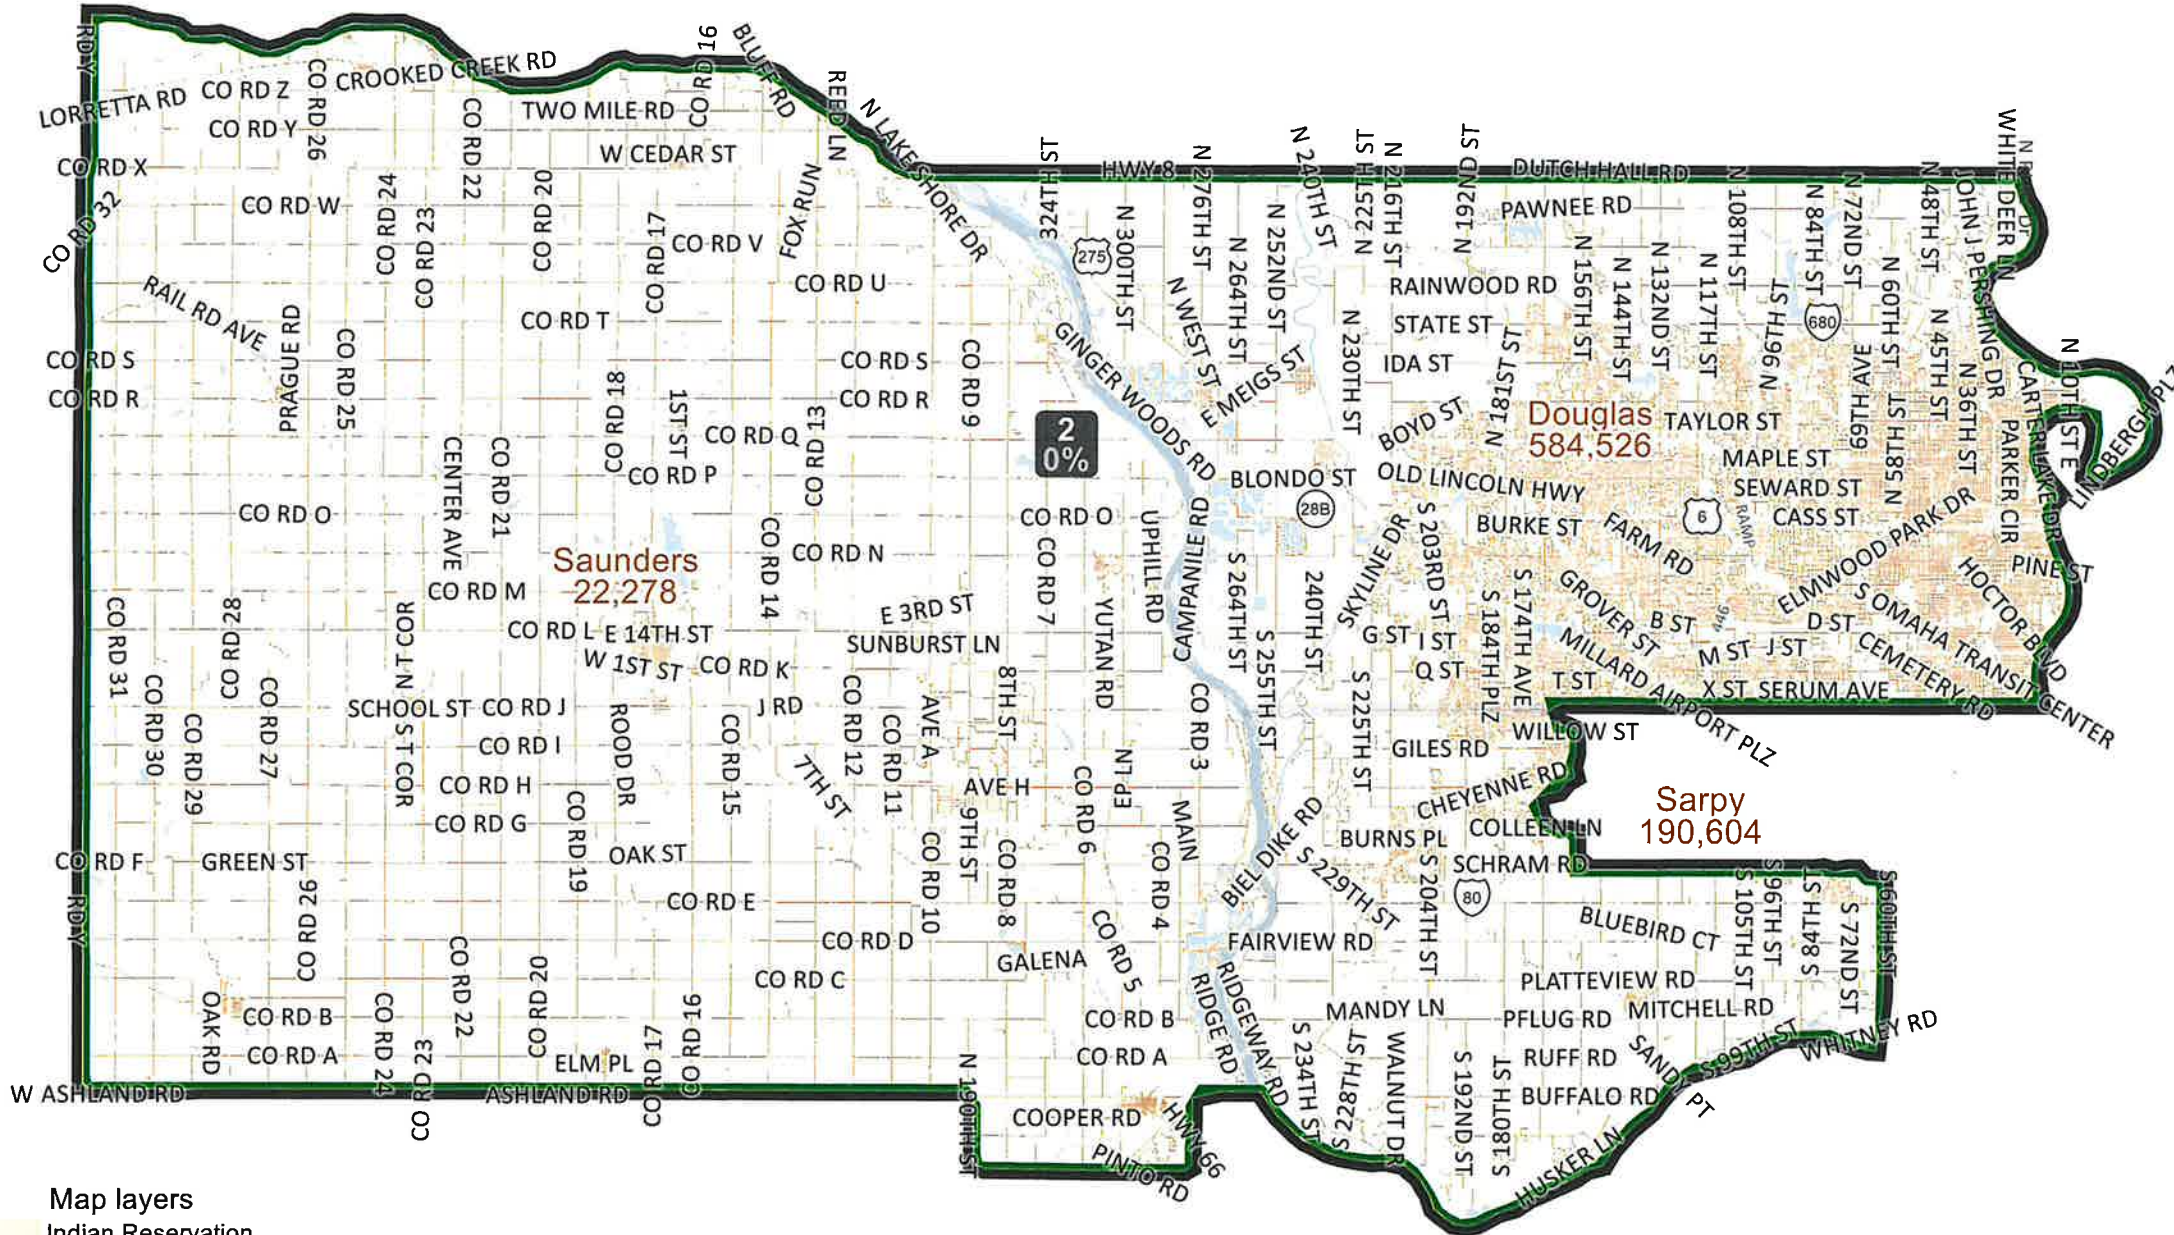 RD Y
LORRETTA RD
CO RD Z
CO RD 26
CROOKED CREEK RD
CO RD 16
BLUFF RD
REED LN
N LAKE SHORE DR
CO RD Y
CO RD 22
TWO MILE RD
W CEDAR ST
CO RD X
CO RD 32
CO RD W
CO RD 24
CO RD 23
CO RD 20
CO RD 17
CO RD V
FOX RUN
CO RD U
324TH ST
HWY 8
275
N 300TH ST
N 276TH ST
N 264TH ST
N 252ND ST
N 240TH ST
N 225TH ST
N 216TH ST
N 192ND ST
DUTCH HALL RD
PAWNEE RD
N 156TH ST
N 144TH ST
N 132ND ST
N 117TH ST
N 108TH ST
N 96TH ST
N 84TH ST
N 72ND ST
N 60TH ST
N 48TH ST
JOHN J PERSHING DR
WHITE DEER LN
Dr
RAIL RD AVE
PRAGUE RD
CO RD 25
CO RD T
CO RD S
CO RD S
CO RD R
CO RD R
CO RD 18
1ST ST
CO RD Q
CO RD 13
CO RD 9
CO RD P
2
0%
GINGER WOODS RD
N WEST ST
E MEIGS ST
N 230TH ST
RAINWOOD RD
STATE ST
IDA ST
N 181ST ST
BOYD ST
Douglas
584,526
TAYLOR ST
680
69TH AVE
N 58TH ST
N 45TH ST
N 36TH ST
CARTER LAKE DR
PARKER CIR
N 10TH ST E
LINDBERGH PLZ
BLONDO ST
28B
OLD LINCOLN HWY
MAPLE ST
SEWARD ST
CASS ST
6
RAMP
BURKE ST
FARM RD
ELMWOOD PARK DR
PINE ST
HOCTOR BLVD
CENTER AVE
CO RD 21
CO RD O
CO RD O
CO RD N
CO RD 14
Saunders
22,278
CO RD M
CO RD 7
UPHILL RD
CAMPANILE RD
S 264TH ST
240TH ST
SKYLINE DR
S 203RD ST
S 184TH PLZ
S 174TH AVE
GROVER ST
B ST
446
D ST
S OMAHA TRANSIT CENTER
CEMETERY RD
CO RD 31
CO RD 28
N 1 ST COR
N S ST COR
CO RD L
E 14TH ST
E 3RD ST
SUNBURST LN
W 1ST ST
CO RD K
YUTAN RD
S 255TH ST
G ST
I ST
Q ST
MILLARD AIRPORT PLZ
M ST
J ST
T ST
X ST
SERUM AVE
CO RD 30
CO RD 29
CO RD 27
SCHOOL ST
CO RD J
J RD
ROOD DR
CO RD 15
CO RD 12
CO RD 11
AVE A
8TH ST
CO RD 3
S 225TH ST
WILLOW ST
GILES RD
CO RD I
7TH ST
EP LN
CO RD H
AVE H
CO RD 6
MAIN
CHEYENNE RD
Sarpy
190,604
CO RD G
CO RD 19
9TH ST
CO RD 10
CO RD 8
CO RD 4
BIEL DIKE RD
BURNS PL
COLLEEN LN
SCHRAM RD
CO RD F
GREEN ST
OAK ST
CO RD 26
RD Y
CO RD E
S 229TH ST
S 204TH ST
80
S 105TH ST
S 96TH ST
S 84TH ST
S 72ND ST
S 60TH ST
BLUEBIRD CT
CO RD D
CO RD 5
FAIRVIEW RD
GALENA
CO RD C
PLATTEVIEW RD
OAK RD
CO RD B
CO RD 24
CO RD 22
CO RD 20
CO RD 16
CO RD B
RIDGE RD
RIDGEWAY RD
MANDY LN
PFLUG RD
MITCHELL RD
CO RD A
CO RD 23
ELM PL
CO RD 17
N 190TH ST
CO RD A
S 234TH ST
S 228TH ST
WALNUT DR
S 192ND ST
S 180TH ST
RUFF RD
SANDY PT
S 99TH ST
WHITNEY RD
W ASHLAND RD
ASHLAND RD
COOPER RD
HWY 66
BUFFALO RD
PINTO RD
HUSKER LN
Map layers
Indian Reservation